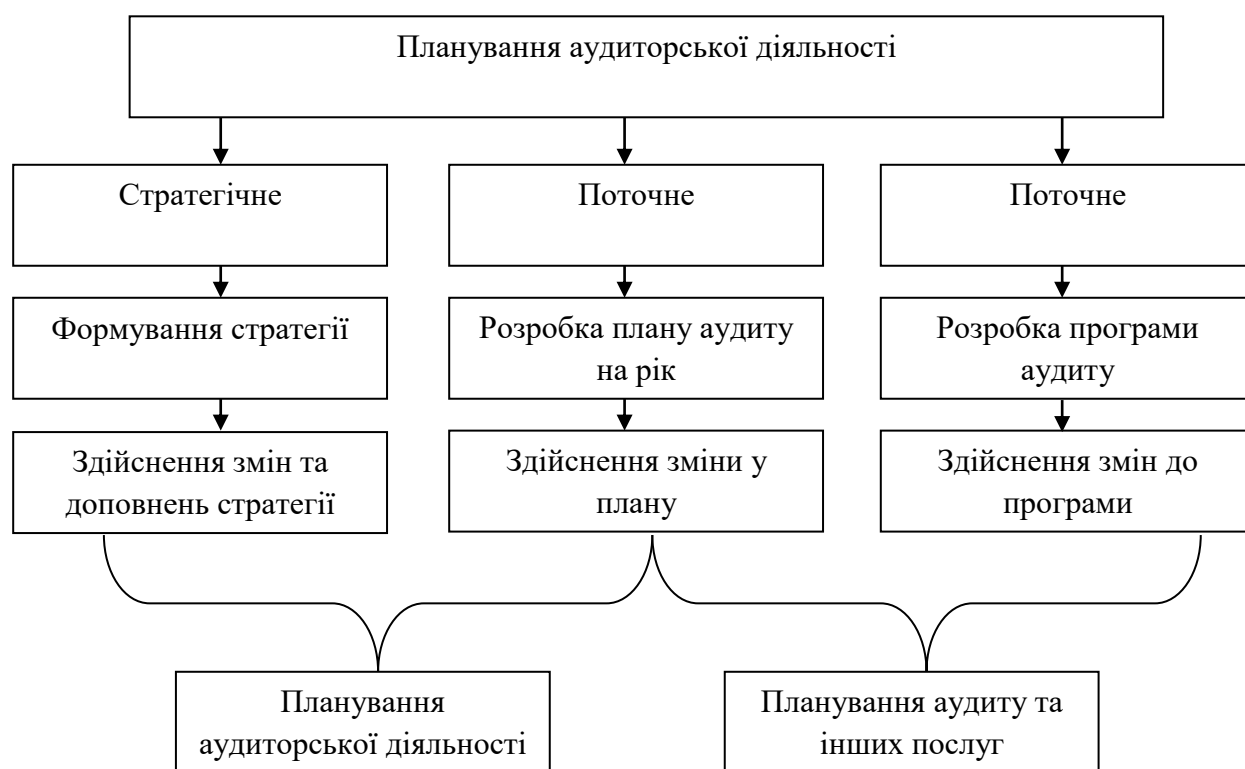 Планування аудиторської діяльності
Стратегічне
Поточне
Поточне
Формування стратегії
Розробка плану аудиту
на рік
Розробка програми
аудиту
Здійснення змін та
доповнень стратегії
Здійснення зміни у
плану
Здійснення змін до
програми
Планування
аудиторської діяльності
Планування аудиту та
інших послуг